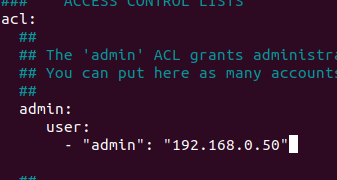 ###    ACCESS CONTROL LISTS
acl:
  ##
  ## The 'admin' ACL grants administra
  ## You can put here as many accounts
  ##
  admin:
     user:
       - "admin": "192.168.0.50"
  ##